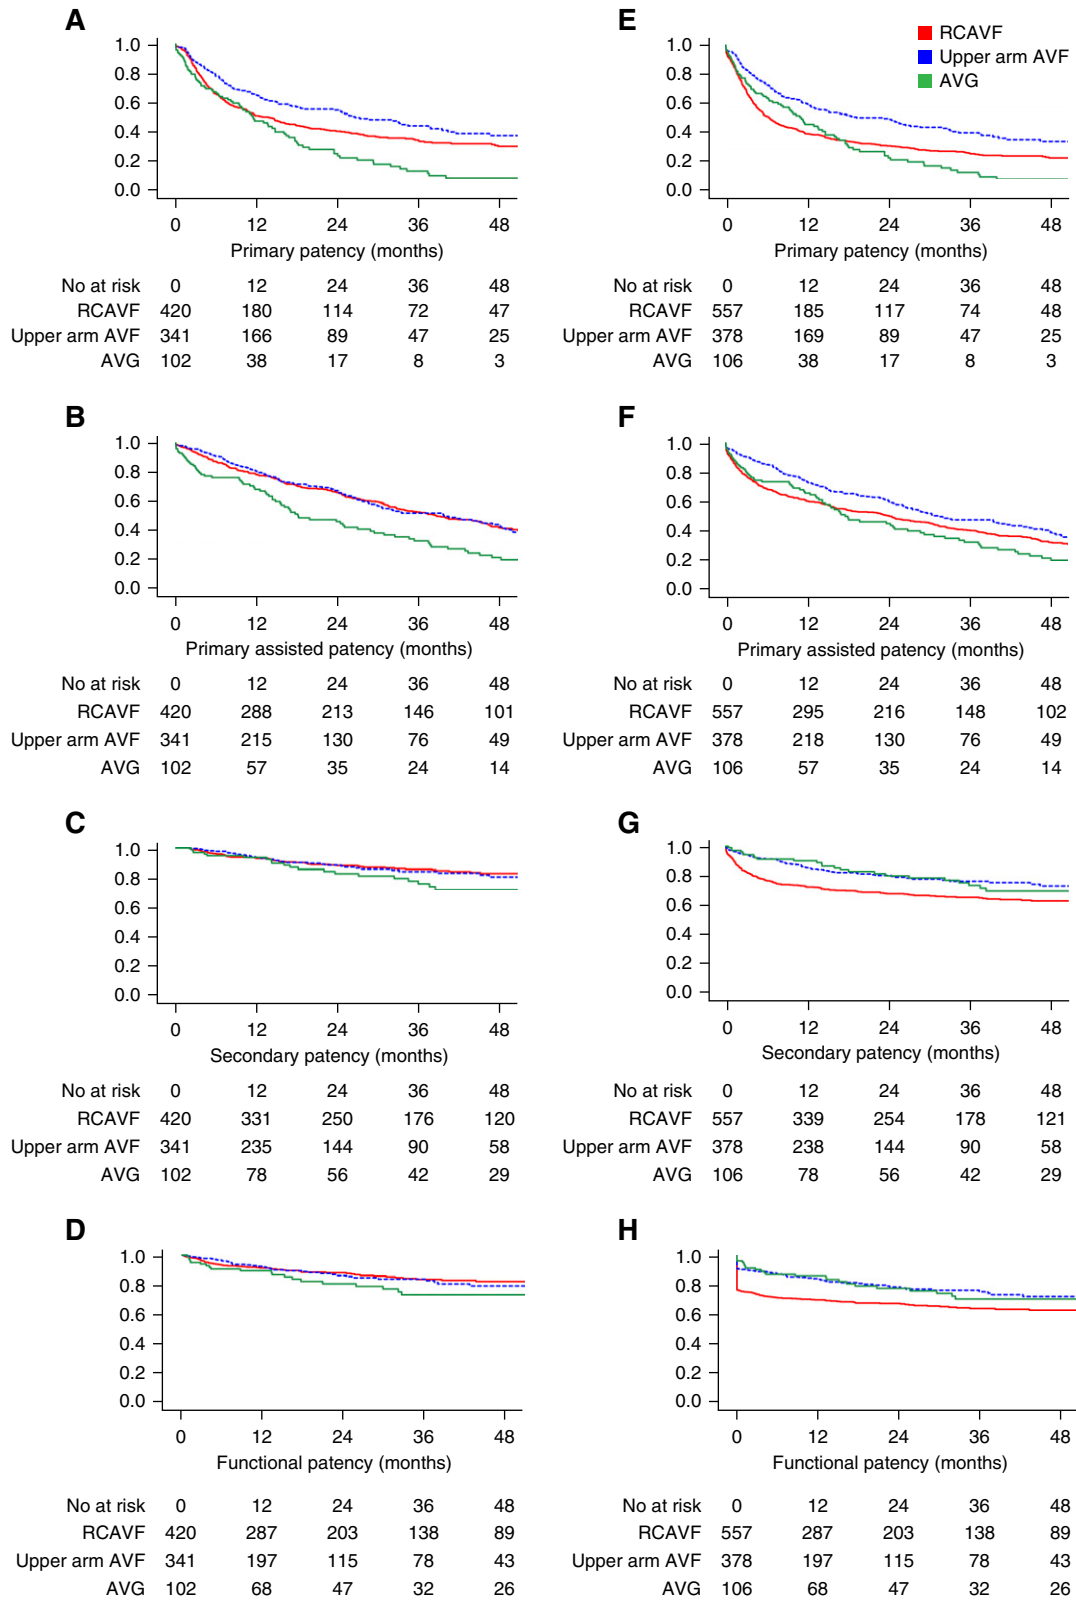 A
1.0
0.8
0.6
0.4
0.2
0.0
0 12 24 36 48
Primary patency (months)
No at risk 0 12 24 36 48
RCAVF 420 180 114 72 47
Upper arm AVF 341 166 89 47 25
AVG 102 38 17 8 3
E
RCAVF
Upper arm AVF
AVG
1.0
0.8
0.6
0.4
0.2
0.0
0 12 24 36 48
Primary patency (months)
No at risk 0 12 24 36 48
RCAVF 557 185 117 74 48
Upper arm AVF 378 169 89 47 25
AVG 106 38 17 8 3
B
1.0
0.8
0.6
0.4
0.2
0.0
0 12 24 36 48
Primary assisted patency (months)
No at risk 0 12 24 36 48
RCAVF 420 288 213 146 101
Upper arm AVF 341 215 130 76 49
AVG 102 57 35 24 14
F
1.0
0.8
0.6
0.4
0.2
0.0
0 12 24 36 48
Primary assisted patency (months)
No at risk 0 12 24 36 48
RCAVF 557 295 216 148 102
Upper arm AVF 378 218 130 76 49
AVG 106 57 35 24 14
C
1.0
0.8
0.6
0.4
0.2
0.0
0 12 24 36 48
Secondary patency (months)
No at risk 0 12 24 36 48
RCAVF 420 331 250 176 120
Upper arm AVF 341 235 144 90 58
AVG 102 78 56 42 29
G
1.0
0.8
0.6
0.4
0.2
0.0
0 12 24 36 48
Secondary patency (months)
No at risk 0 12 24 36 48
RCAVF 557 339 254 178 121
Upper arm AVF 378 238 144 90 58
AVG 106 78 56 42 29
D
1.0
0.8
0.6
0.4
0.2
0.0
0 12 24 36 48
Functional patency (months)
No at risk 0 12 24 36 48
RCAVF 420 287 203 138 89
Upper arm AVF 341 197 115 78 43
AVG 102 68 47 32 26
H
1.0
0.8
0.6
0.4
0.2
0.0
0 12 24 36 48
Functional patency (months)
No at risk 0 12 24 36 48
RCAVF 557 287 203 138 89
Upper arm AVF 378 197 115 78 43
AVG 106 68 47 32 26